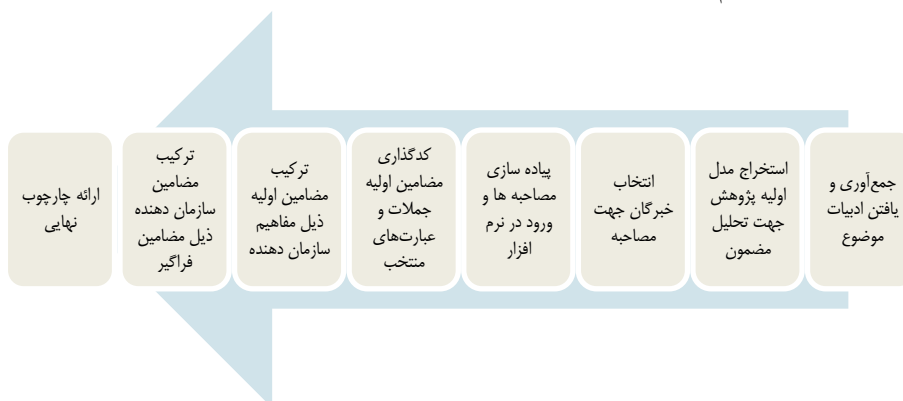 جمع‌آوری و
یافتن ادبیات
موضوع
استخراج مدل
اولیه پژوهش
جهت تحلیل
مضمون
انتخاب
خبرگان جهت
مصاحبه
پیاده سازی
مصاحبه ها و
ورود در نرم
افزار
کدگذاری
مضامین اولیه
جملات و
عبارت‌های
منتخب
ترکیب
مضامین اولیه
ذیل مفاهیم
سازمان دهنده
ترکیب
مضامین
سازمان دهنده
ذیل مضامین
فراگیر
ارائه چارچوب
نهایی